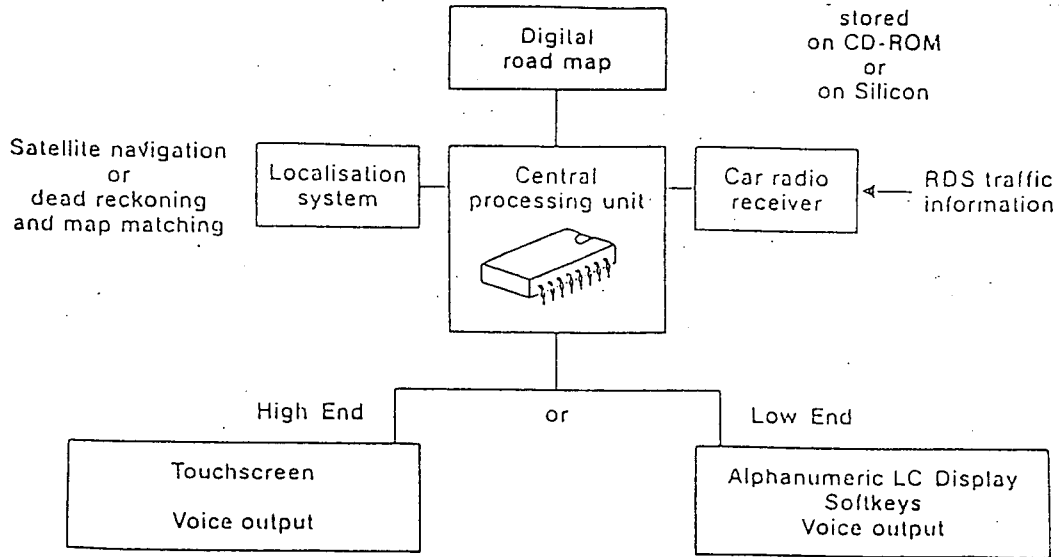 Digital
road map
stored
on CD-ROM
or
on Silicon
Satellite navigation
or
dead reckoning
and map matching
Localisation
system
Central
processing unit
Car radio
receiver
RDS traffic
information
High End
or
Low End
Touchscreen
Voice output
Alphanumeric LC Display
Softkeys
Voice output